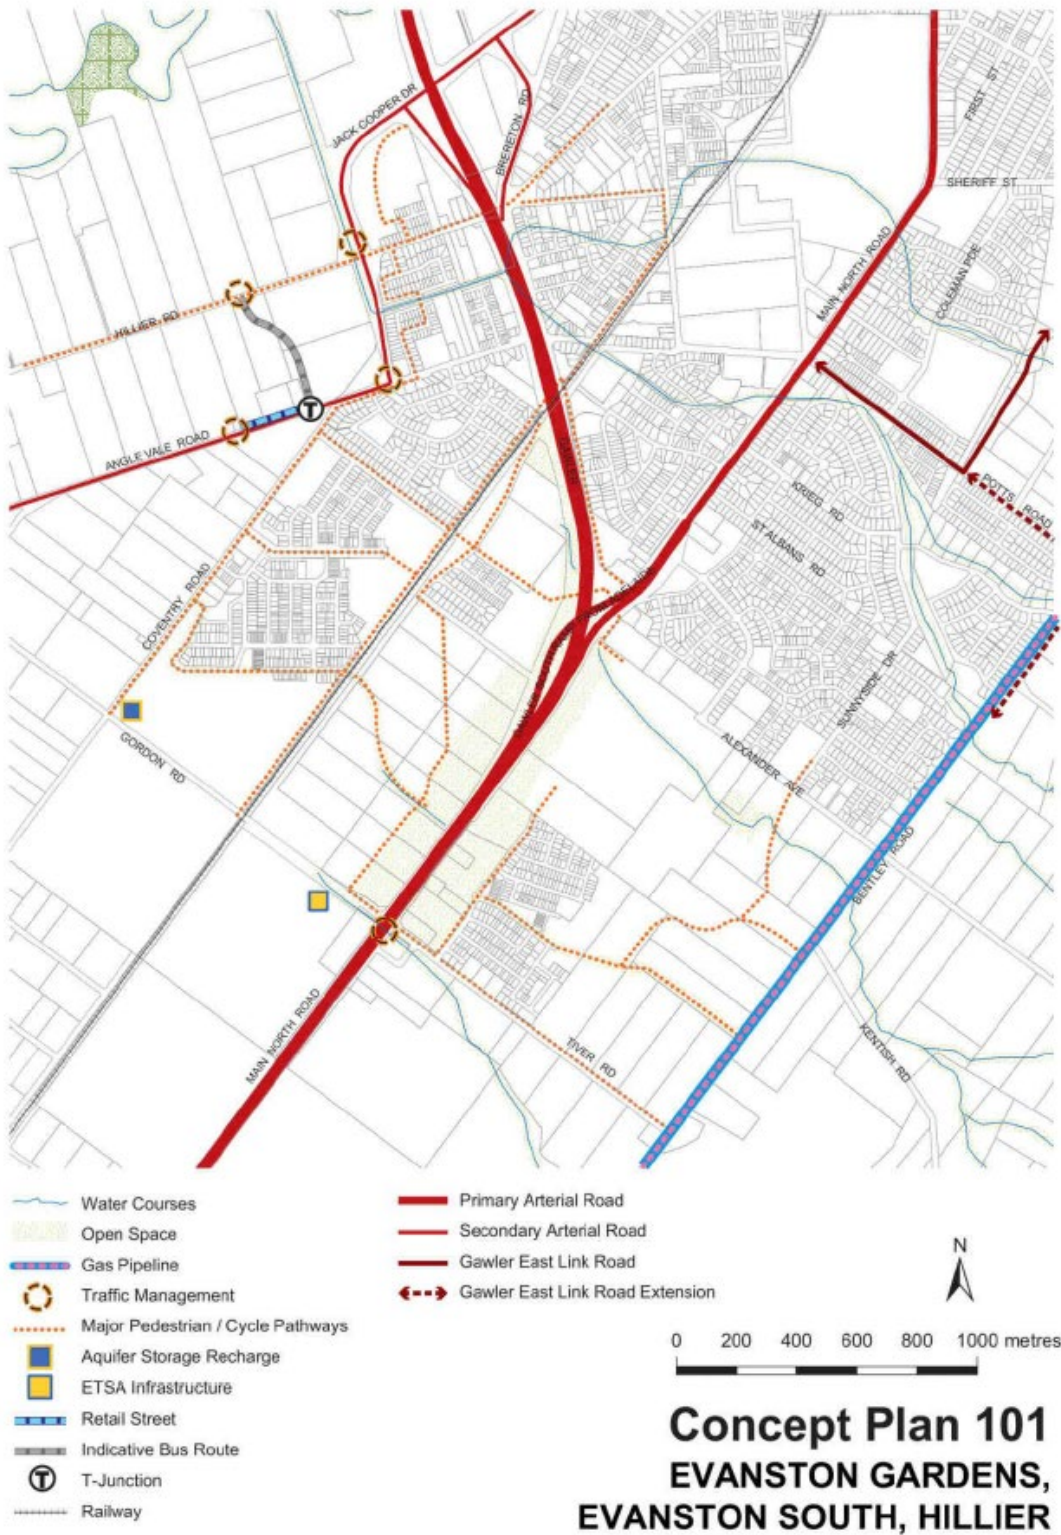 JACK COOPER DR
BRERETON RD
FIRST ST
SHERIFF ST
MAIN NORTH ROAD
COLEMAN PDE
HILLIER RD
ANGLE VALE ROAD
POTTS ROAD
KRIEG RD
ST ALBANS RD
COVENTRY ROAD
SUNNYSIDE DR
GORDON RD
ALEXANDER AVE
BENTLEY ROAD
MAIN NORTH ROAD
TIVER RD
KENTISH RD
Water Courses
Open Space
Gas Pipeline
Traffic Management
Major Pedestrian / Cycle Pathways
Aquifer Storage Recharge
ETSA Infrastructure
Retail Street
Indicative Bus Route
T T-Junction
Railway
Primary Arterial Road
Secondary Arterial Road
Gawler East Link Road
Gawler East Link Road Extension
N
0 200 400 600 800 1000 metres
Concept Plan 101
EVANSTON GARDENS,
EVANSTON SOUTH, HILLIER